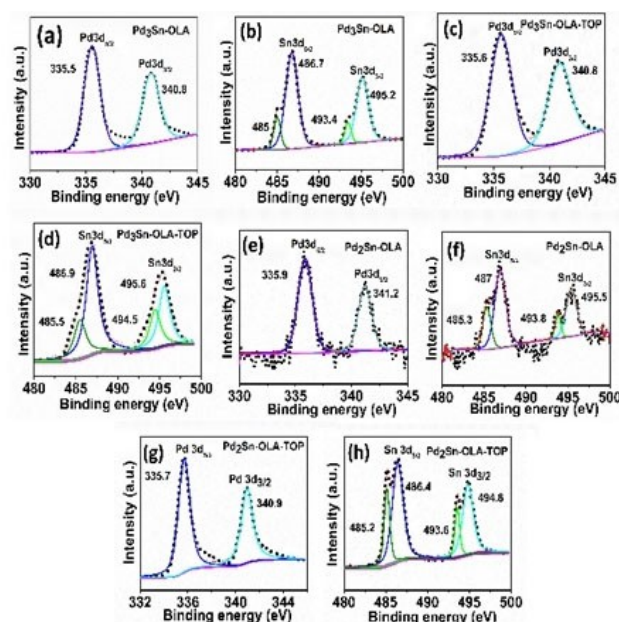 (a) Pd3d5/2 Pd3Sn-OLA
Pd3d3/2
335.5
340.8
Intensity (a.u.)
330 335 340 345
Binding energy (eV)
(b) Sn3d5/2 Pd3Sn-OLA
486.7 Sn3d3/2
495.2
485 493.4
Intensity (a.u.)
480 485 490 495 500
Binding energy (eV)
(c) Pd3d5/2 Pd3Sn-OLA-TOP
335.6 Pd3d3/2
340.8
Intensity (a.u.)
330 335 340 345
Binding energy (eV)
(d) Sn3d5/2 Pd3Sn-OLA-TOP
486.9 Sn3d3/2
495.6
485.5 494.5
Intensity (a.u.)
480 485 490 495 500
Binding energy (eV)
(e) Pd3d5/2 Pd2Sn-OLA
335.9 Pd3d3/2
341.2
Intensity (a.u.)
330 335 340 345
Binding energy (eV)
(f) Sn3d5/2 Pd2Sn-OLA
487 Sn3d3/2
485.3 493.8 495.5
Intensity (a.u.)
480 485 490 495 500
Binding energy (eV)
(g) Pd 3d5/2 Pd2Sn-OLA-TOP
335.7 Pd 3d3/2
340.9
Intensity (a.u.)
332 336 340 344
Binding energy (eV)
(h) Sn 3d5/2 Pd2Sn-OLA-TOP
486.4 Sn 3d3/2
494.8
485.2 493.6
Intensity (a.u.)
480 485 490 495 500
Binding energy (eV)